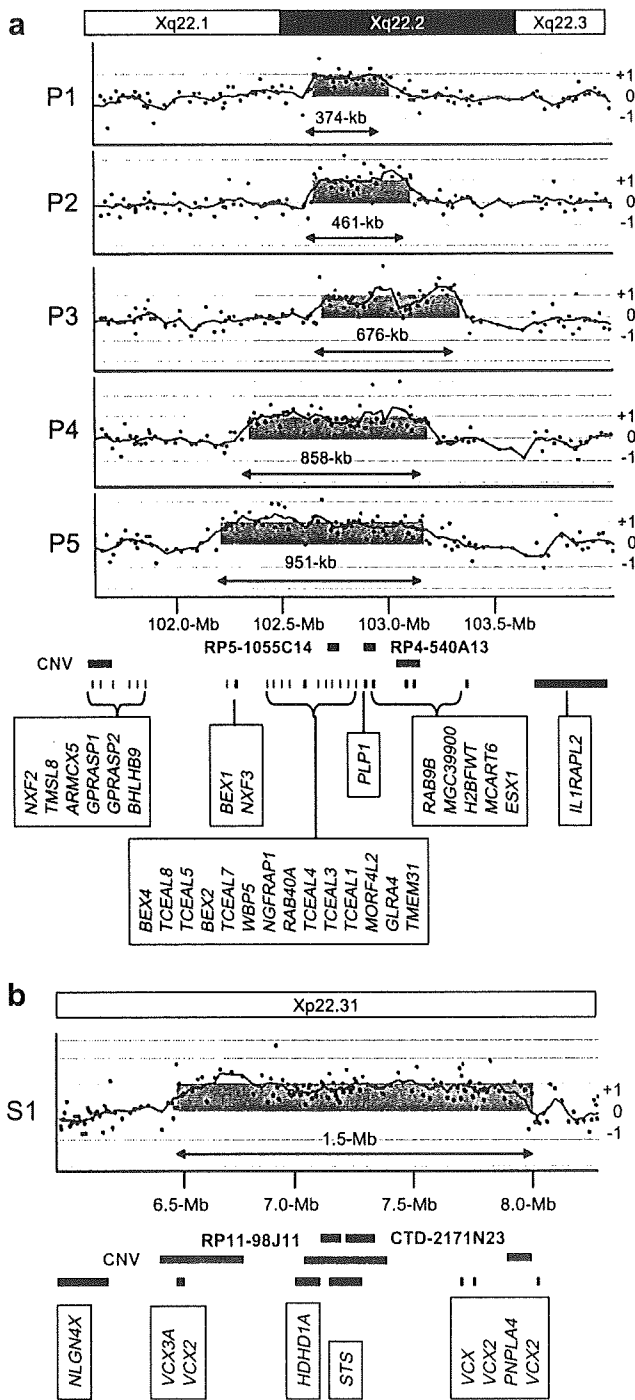 a
Xq22.1 Xq22.2 Xq22.3
P1
+1
0
-1
374-kb
P2
+1
0
-1
461-kb
P3
+1
0
-1
676-kb
P4
+1
0
-1
858-kb
P5
+1
0
-1
951-kb
102.0-Mb 102.5-Mb 103.0-Mb 103.5-Mb
RP5-1055C14 RP4-540A13
CNV
NXF2
TMSL8
ARMCX5
GPRASP1
GPRASP2
BHLHB9
BEX1
NXF3
PLP1
RAB9B
MGC39900
H2BFWT
MCART6
ESX1
IL1RAPL2
BEX4
TCEAL8
TCEAL5
BEX2
TCEAL7
WBP5
NGFRAP1
RAB40A
TCEAL4
TCEAL3
TCEAL1
MORF4L2
GLRA4
TMEM31
b
Xp22.31
S1
+1
0
-1
1.5-Mb
6.5-Mb 7.0-Mb 7.5-Mb 8.0-Mb
RP11-98J11 CTD-2171N23
CNV
NLGN4X
VCX3A
VCX2
HDHD1A
STS
VCX
VCX2
PNPLA4
VCX2